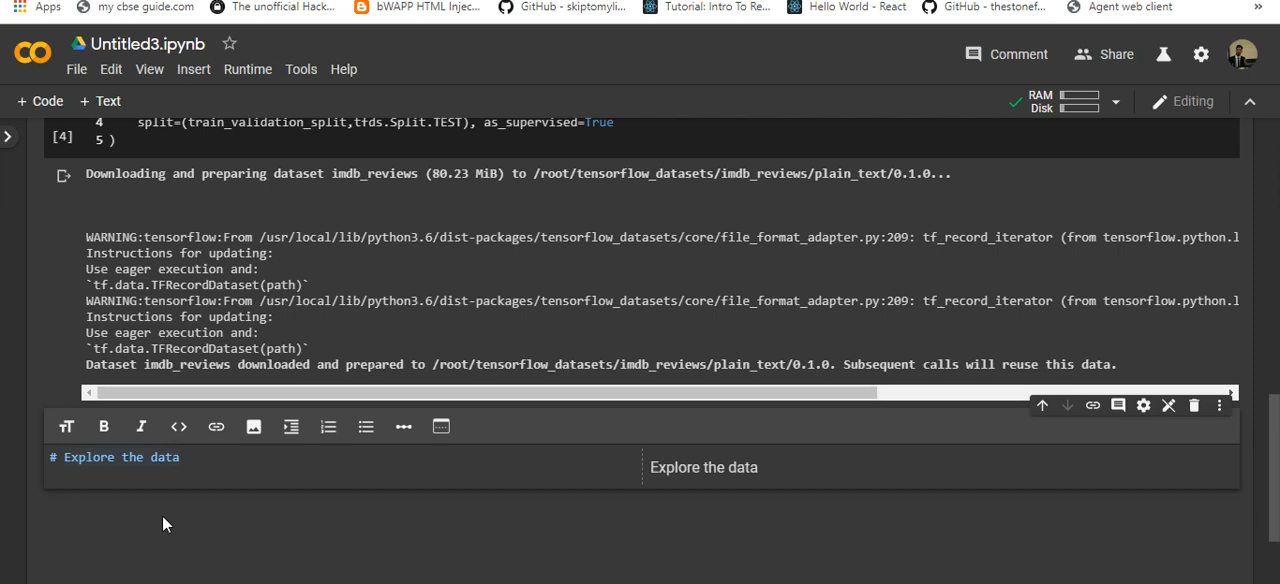 Apps my cbse guide.com The unofficial Hack... bWAPP HTML Injec... GitHub - skiptomyli... Tutorial: Intro To Re... Hello World - React GitHub - thestonef... Agent web client »
CO Untitled3.ipynb
Comment Share
File Edit View Insert Runtime Tools Help
+ Code + Text
RAM
Disk
Editing
4 split=(train_validation_split,tfds.Split.TEST), as_supervised=True
[4] 5 )
Downloading and preparing dataset imdb_reviews (80.23 MiB) to /root/tensorflow_datasets/imdb_reviews/plain_text/0.1.0...
WARNING:tensorflow:From /usr/local/lib/python3.6/dist-packages/tensorflow_datasets/core/file_format_adapter.py:209: tf_record_iterator (from tensorflow.python.l
Instructions for updating:
Use eager execution and:
`tf.data.TFRecordDataset(path)`
WARNING:tensorflow:From /usr/local/lib/python3.6/dist-packages/tensorflow_datasets/core/file_format_adapter.py:209: tf_record_iterator (from tensorflow.python.l
Instructions for updating:
Use eager execution and:
`tf.data.TFRecordDataset(path)`
Dataset imdb_reviews downloaded and prepared to /root/tensorflow_datasets/imdb_reviews/plain_text/0.1.0. Subsequent calls will reuse this data.
# Explore the data
Explore the data